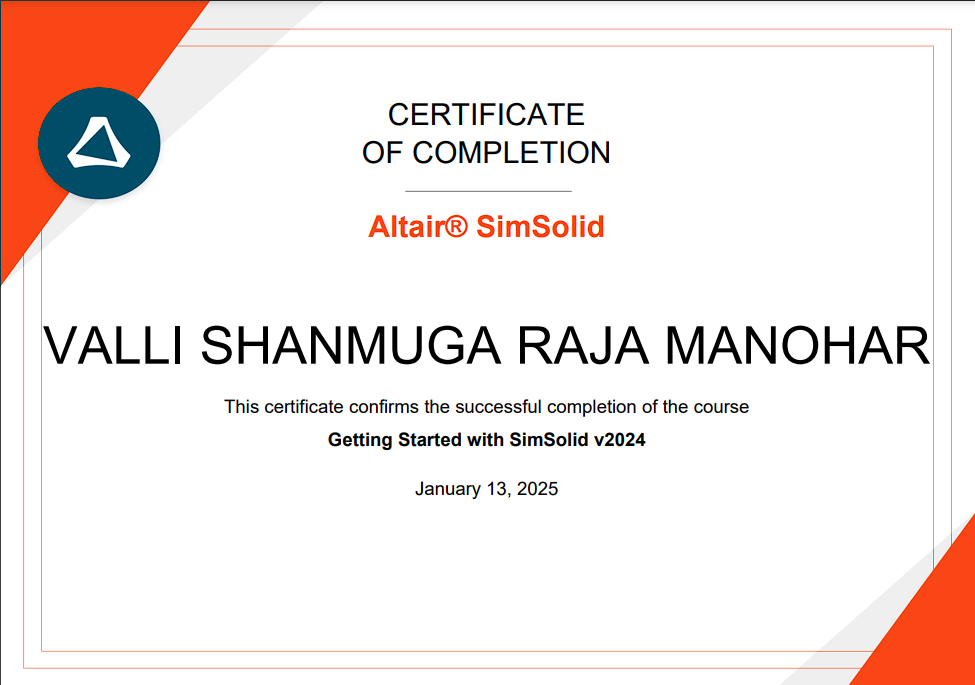 CERTIFICATE
OF COMPLETION
Altair® SimSolid
VALLI SHANMUGA RAJA MANOHAR
This certificate confirms the successful completion of the course
Getting Started with SimSolid v2024
January 13, 2025